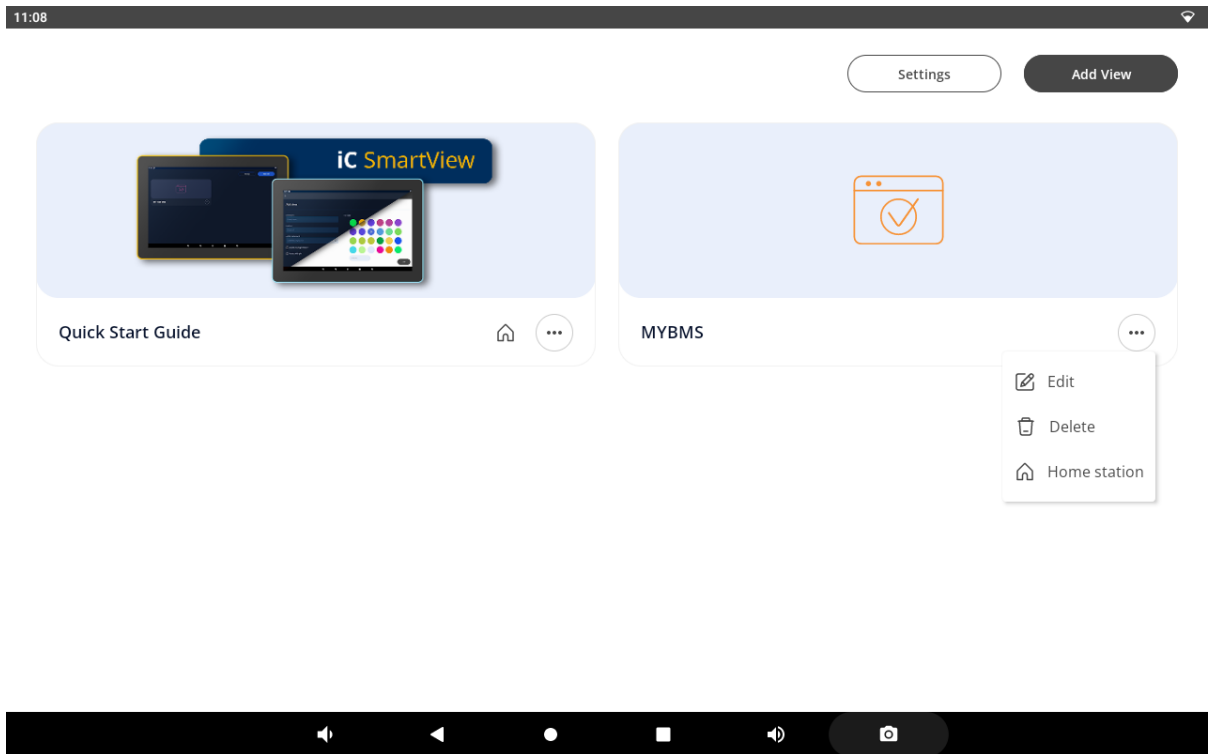 11:08
Settings
Add View
iC SmartView
Quick Start Guide
MYBMS
Edit
Delete
Home station